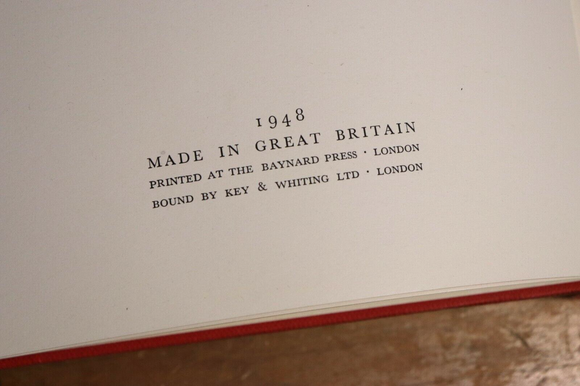 1948
MADE IN GREAT BRITAIN
PRINTED AT THE BAYNARD PRESS · LONDON
BOUND BY KEY & WHITING LTD · LONDON